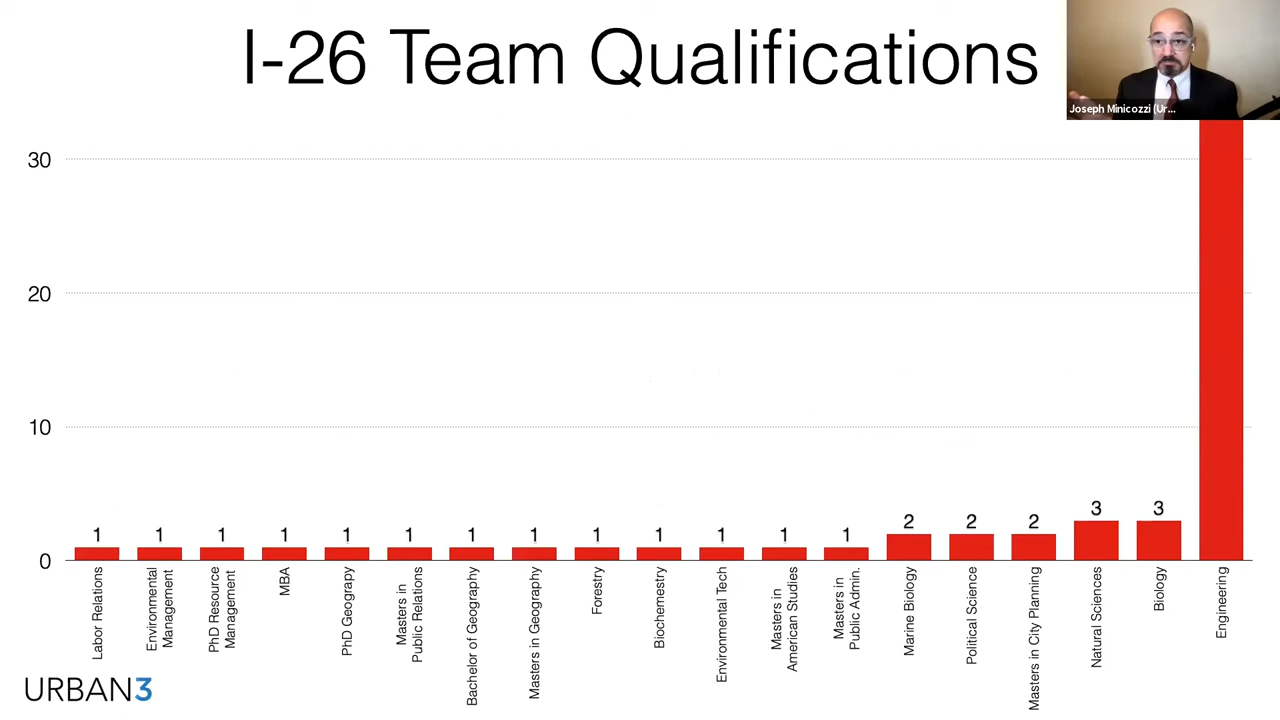 I-26 Team Qualifications
Joseph Minicozzi (Ur...
30
20
10
0
1
1
1
1
1
1
1
1
1
1
1
1
1
2
2
2
3
3
Labor Relations
Environmental
Management
PhD Resource
Management
MBA
PhD Geograpy
Masters in
Public Relations
Bachelor of Geography
Masters in Geography
Forestry
Biochemestry
Environmental Tech
Masters in
American Studies
Masters in
Public Admin.
Marine Biology
Political Science
Masters in City Planning
Natural Sciences
Biology
Engineering
URBAN3